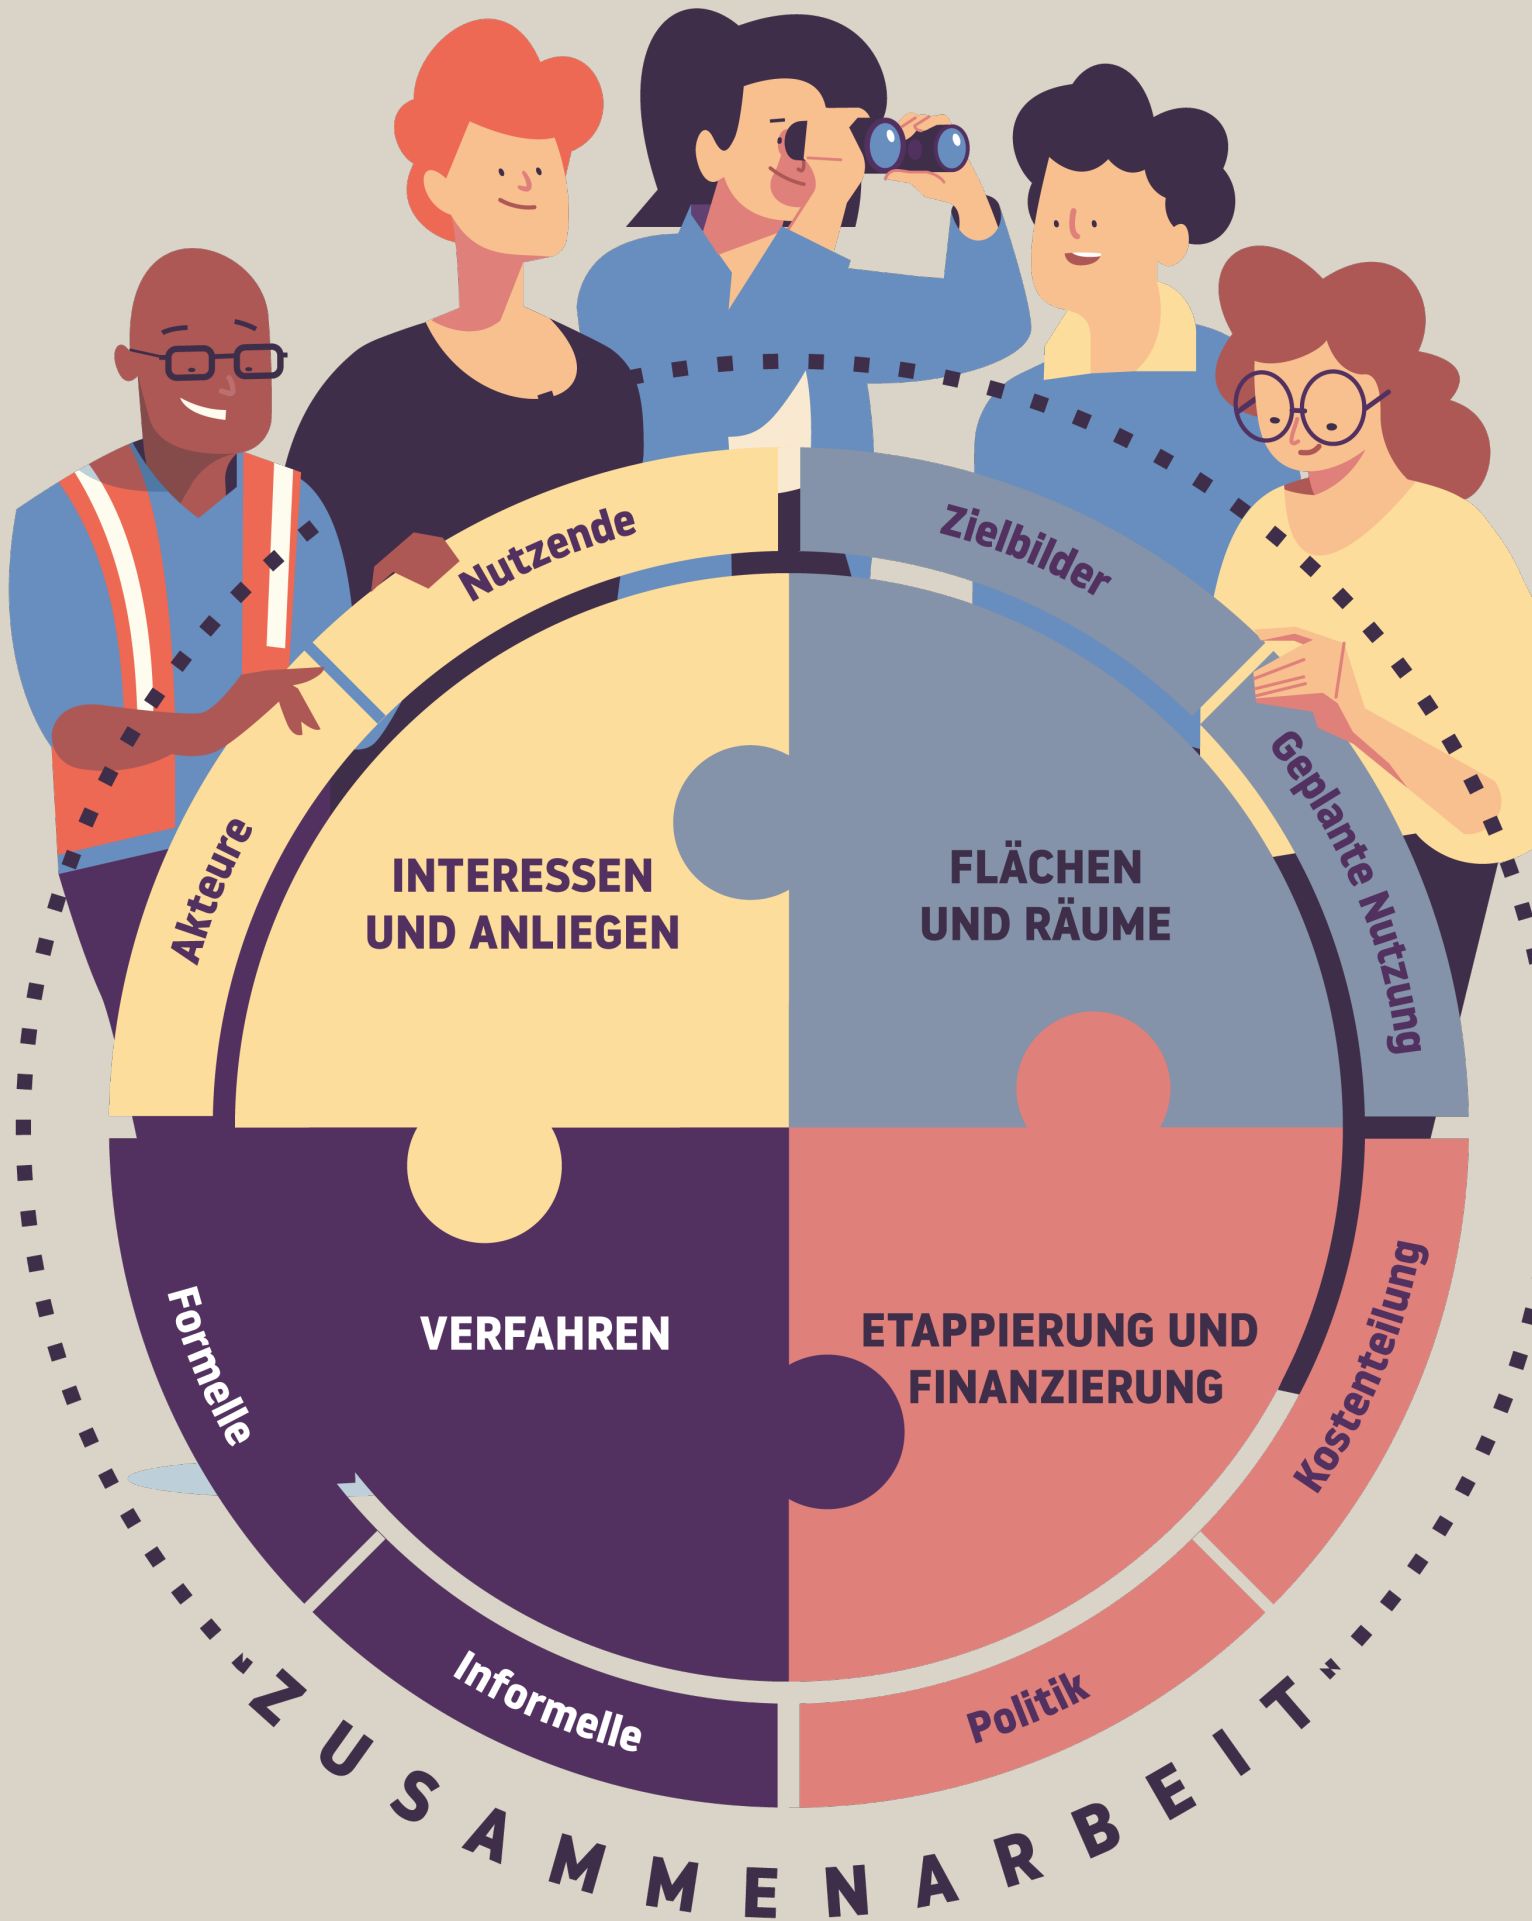 Nutzende
Zielbilder
Akteure
Geplante Nutzung
INTERESSEN
UND ANLIEGEN
FLÄCHEN
UND RÄUME
VERFAHREN
ETAPPIERUNG UND
FINANZIERUNG
Formelle
Kostenteilung
Informelle
Politik
ZUSAMMENARBEIT